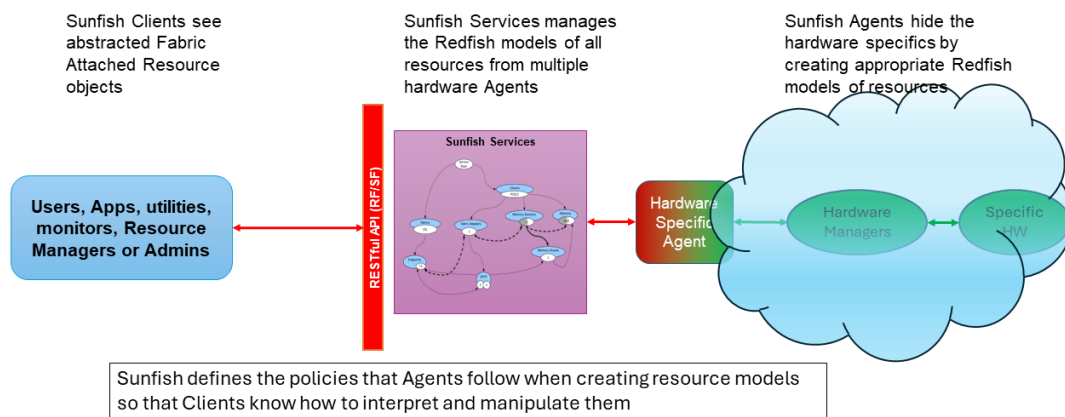 Sunfish Clients see
abstracted Fabric
Attached Resource
objects
Sunfish Services manages
the Redfish models of all
resources from multiple
hardware Agents
Sunfish Agents hide the
hardware specifics by
creating appropriate Redfish
models of resources
Users, Apps, utilities,
monitors, Resource
Managers or Admins
RESTful API (RF/SF)
Sunfish Services
Hardware
Specific
Agent
Hardware
Managers
Specific
HW
Sunfish defines the policies that Agents follow when creating resource models
so that Clients know how to interpret and manipulate them